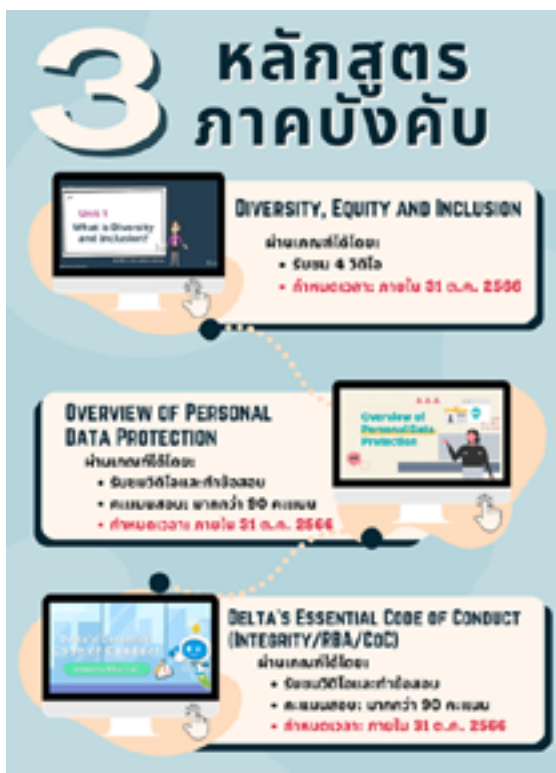 3 หลักสูตร
ภาคบังคับ
Unit 1
What is Diversity
and Inclusion?
DIVERSITY, EQUITY AND INCLUSION
ผ่านเกณฑ์ได้โดย:
• รับชม 4 วิดีโอ
• กำหนดเวลา: ภายใน 31 ต.ค. 2566
OVERVIEW OF PERSONAL
DATA PROTECTION
ผ่านเกณฑ์ได้โดย:
• รับชมวิดีโอและทำข้อสอบ
• คะแนนสอบ: มากกว่า 90 คะแนน
• กำหนดเวลา: ภายใน 31 ต.ค. 2566
Overview of
Personal Data
Protection
Delta's Essential
Code of Conduct
DELTA'S ESSENTIAL CODE OF CONDUCT
(INTEGRITY/RBA/COC)
ผ่านเกณฑ์ได้โดย:
• รับชมวิดีโอและทำข้อสอบ
• คะแนนสอบ: มากกว่า 90 คะแนน
• กำหนดเวลา: ภายใน 31 ต.ค. 2566